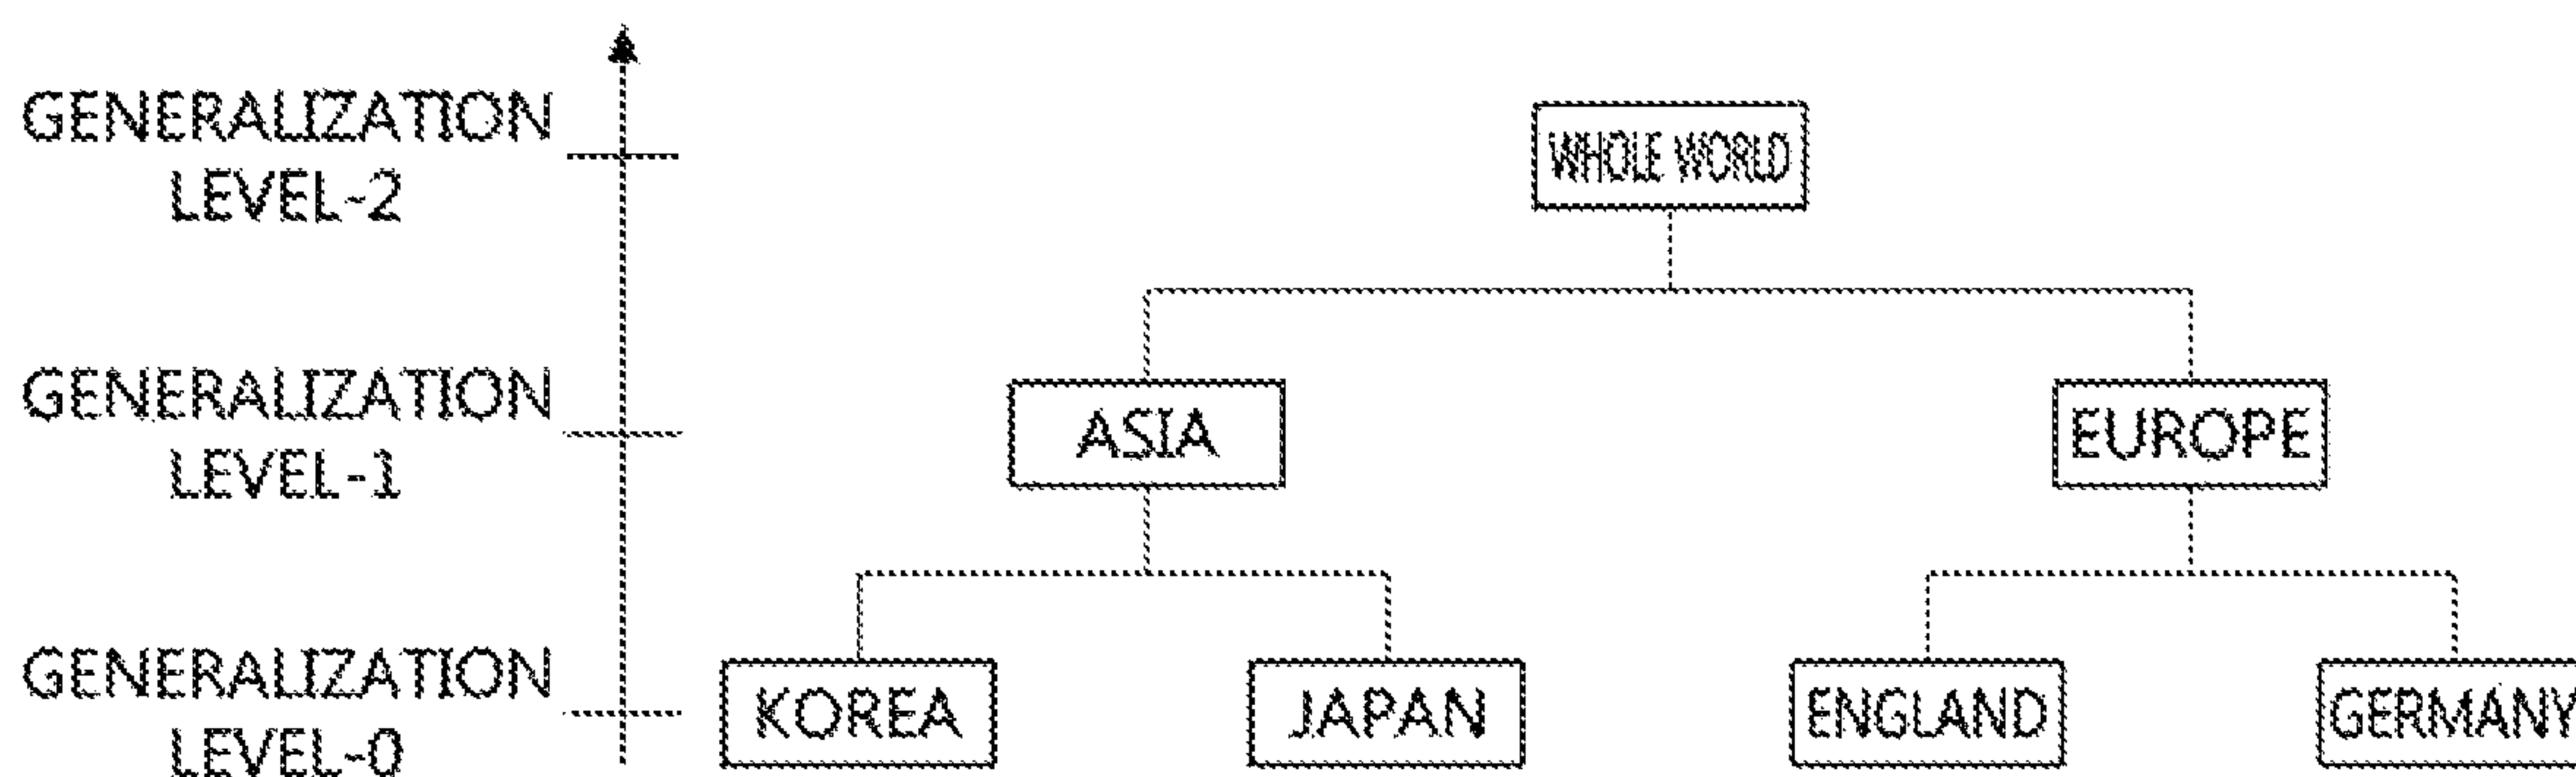 GENERALIZATION
LEVEL-2
WHOLE WORLD
GENERALIZATION
LEVEL-1
ASIA
EUROPE
GENERALIZATION
LEVEL-0
KOREA
JAPAN
ENGLAND
GERMANY